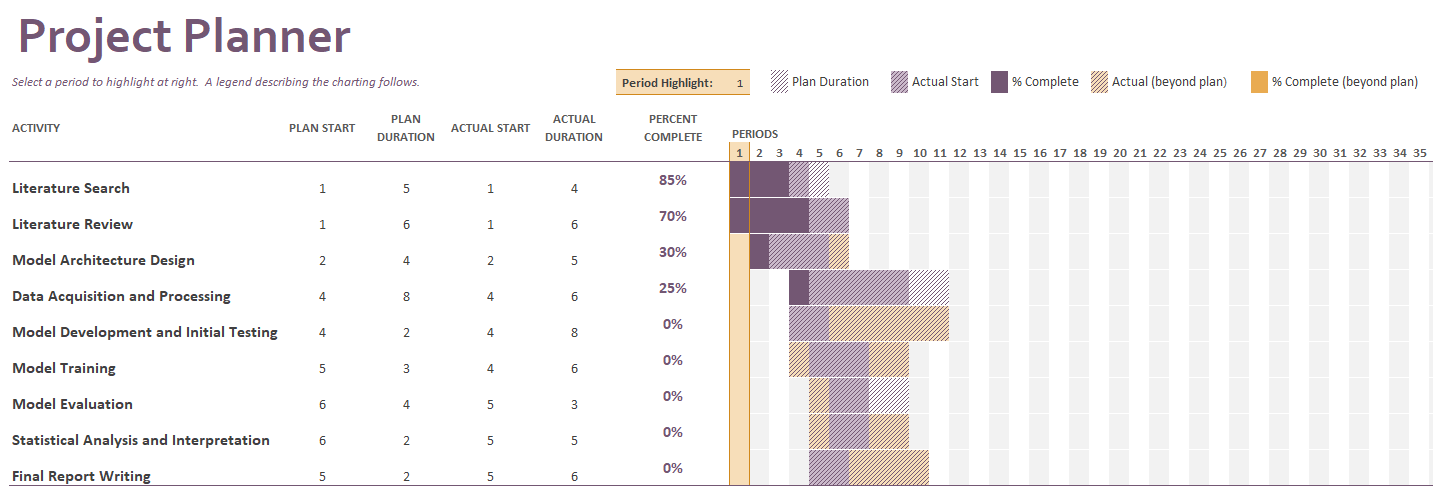 Project Planner
Select a period to highlight at right. A legend describing the charting follows.
Period Highlight: 1
Plan Duration
Actual Start
% Complete
Actual (beyond plan)
% Complete (beyond plan)
ACTIVITY PLAN START PLAN DURATION ACTUAL START ACTUAL DURATION PERCENT COMPLETE PERIODS
1 2 3 4 5 6 7 8 9 10 11 12 13 14 15 16 17 18 19 20 21 22 23 24 25 26 27 28 29 30 31 32 33 34 35
Literature Search 1 5 1 4 85%
Literature Review 1 6 1 6 70%
Model Architecture Design 2 4 2 5 30%
Data Acquisition and Processing 4 8 4 6 25%
Model Development and Initial Testing 4 2 4 8 0%
Model Training 5 3 4 6 0%
Model Evaluation 6 4 5 3 0%
Statistical Analysis and Interpretation 6 2 5 5 0%
Final Report Writing 5 2 5 6 0%